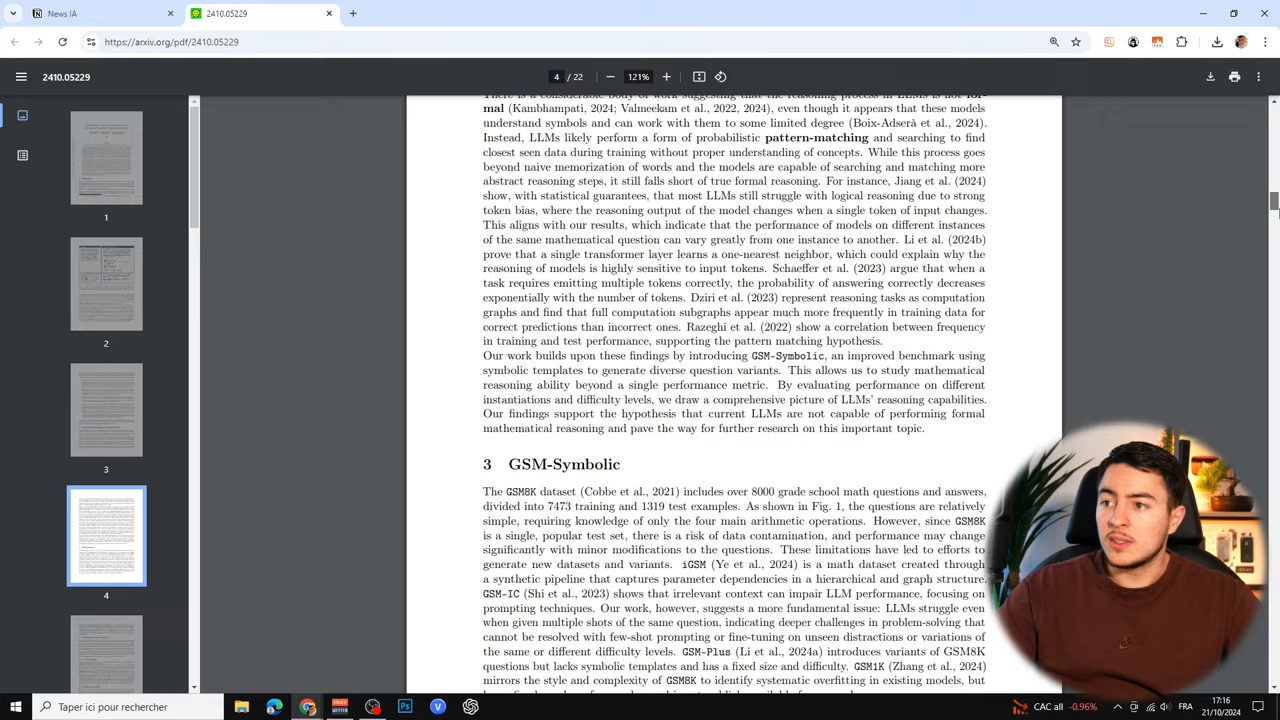 News IA
2410.05229
https://arxiv.org/pdf/2410.05229
2410.05229
4 / 22
121%
1
2
3
4
There is a considerable body of work suggesting that the reasoning process in LLMs is not for-
mal (Kambhampati, 2024; Valmeekam et al., 2022, 2024), even though it appears that these models
understand symbols and can work with them to some limited degree (Boix-Adserà et al., 2024).
Instead, LLMs likely perform a form of probabilistic pattern-matching and searching to find
closest seen data during training without proper understanding of concepts. While this process goes
beyond naive memorization of words and the models are capable of searching and matching more
abstract reasoning steps, it still falls short of true formal reasoning. For instance, Jiang et al. (2024)
show, with statistical guarantees, that most LLMs still struggle with logical reasoning due to strong
token bias, where the reasoning output of the model changes when a single token of input changes.
This aligns with our results, which indicate that the performance of models on different instances
of the same mathematical question can vary greatly from one instance to another. Li et al. (2024b)
prove that a single transformer layer learns a one-nearest neighbor, which could explain why the
reasoning of models is highly sensitive to input tokens. Schaeffer et al. (2023) argue that when a
task requires emitting multiple tokens correctly, the probability of answering correctly decreases
exponentially with the number of tokens. Dziri et al. (2023) represent reasoning tasks as computation
graphs and find that full computation subgraphs appear much more frequently in training data for
correct predictions than incorrect ones. Razeghi et al. (2022) show a correlation between frequency
in training and test performance, supporting the pattern matching hypothesis.
Our work builds upon these findings by introducing GSM-Symbolic, an improved benchmark using
symbolic templates to generate diverse question variants. This allows us to study mathematical
reasoning ability beyond a single performance metric. By evaluating performance on different
instantiations and difficulty levels, we draw a comprehensive picture of LLMs' reasoning capabilities.
Our findings support the hypothesis that current LLMs are not capable of performing formal
mathematical reasoning and pave the way for further research on this important topic.
3 GSM-Symbolic
The GSM8K dataset (Cobbe et al., 2021) includes over 8000 grade school math questions and answers,
divided into 7473 training and 1319 test examples. As shown in Fig. 1, the questions are relatively
simple, requiring knowledge of only the four main arithmetic operations. However, since GSM8K
is a single, popular test set, there is a risk of data contamination, and performance may change
significantly with minor modifications to the questions. These limitations have led to efforts to
generate new datasets and variants. iGSM (Ye et al., 2024) is a math dataset created through
a synthetic pipeline that captures parameter dependencies in a hierarchical and graph structure.
GSM-IC (Shi et al., 2023) shows that irrelevant context can impair LLM performance, focusing on
prompting techniques. Our work, however, suggests a more fundamental issue: LLMs struggle even
when given multiple shots of the same question, indicating deeper challenges in problem-solving that
cannot be resolved with few-shot prompting or fine-tuning on unseen distractions or variations of
the same or different difficulty levels. GSM-Plus (Li et al., 2024a) introduces variants of GSM8K
questions but lacks symbolic templates and has a fixed size and difficulty. GSM1K (Zhang et al., 2024)
mirrors the style and complexity of GSM8K to identify systematic overfitting in existing models, but
Taper ici pour rechercher
CAC all -0,96%
FRA
17:16
21/10/2024